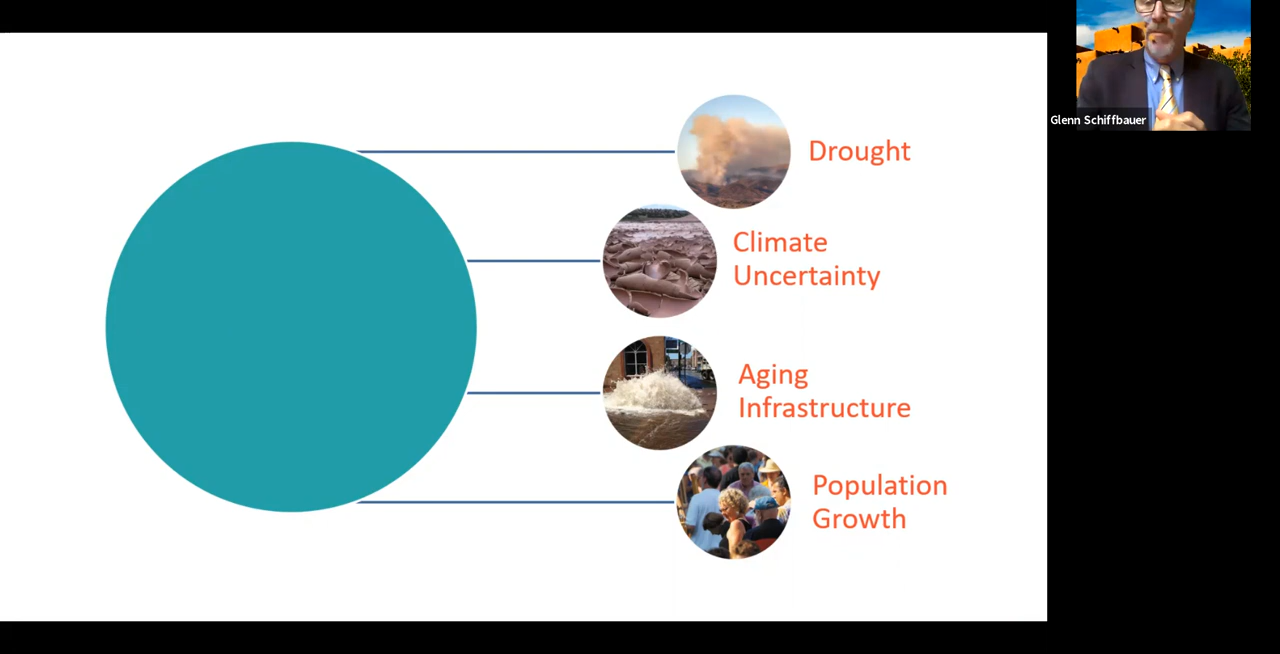 Glenn Schiffbauer
Drought
Climate
Uncertainty
Aging
Infrastructure
Population
Growth